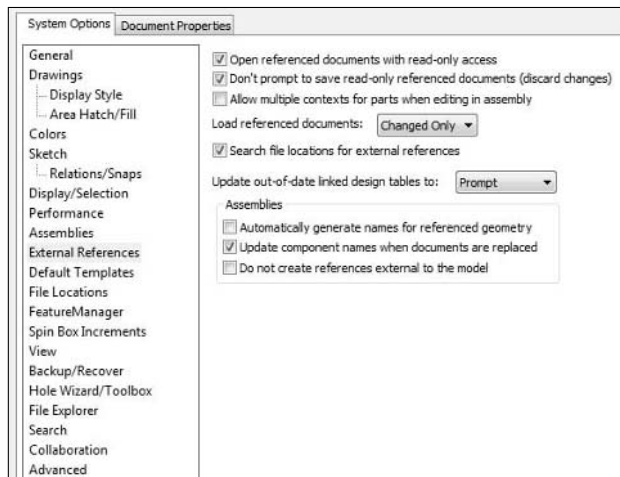 System Options
Document Properties
General
Drawings
Display Style
Area Hatch/Fill
Colors
Sketch
Relations/Snaps
Display/Selection
Performance
Assemblies
External References
Default Templates
File Locations
FeatureManager
Spin Box Increments
View
Backup/Recover
Hole Wizard/Toolbox
File Explorer
Search
Collaboration
Advanced
Open referenced documents with read-only access
Don't prompt to save read-only referenced documents (discard changes)
Allow multiple contexts for parts when editing in assembly
Load referenced documents: Changed Only
Search file locations for external references
Update out-of-date linked design tables to: Prompt
Assemblies
Automatically generate names for referenced geometry
Update component names when documents are replaced
Do not create references external to the model